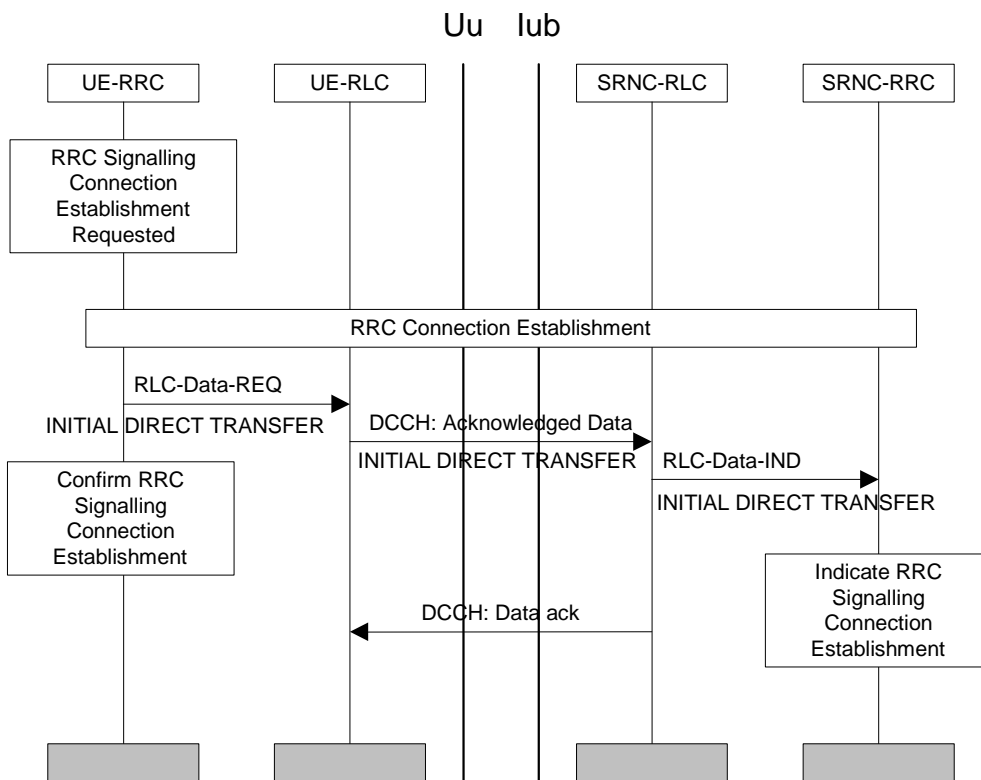 Uu Iub
UE-RRC UE-RLC SRNC-RLC SRNC-RRC
RRC Signalling
Connection
Establishment
Requested
RRC Connection Establishment
RLC-Data-REQ
INITIAL DIRECT TRANSFER
DCCH: Acknowledged Data
INITIAL DIRECT TRANSFER
RLC-Data-IND
INITIAL DIRECT TRANSFER
Confirm RRC
Signalling
Connection
Establishment
Indicate RRC
Signalling
Connection
Establishment
DCCH: Data ack